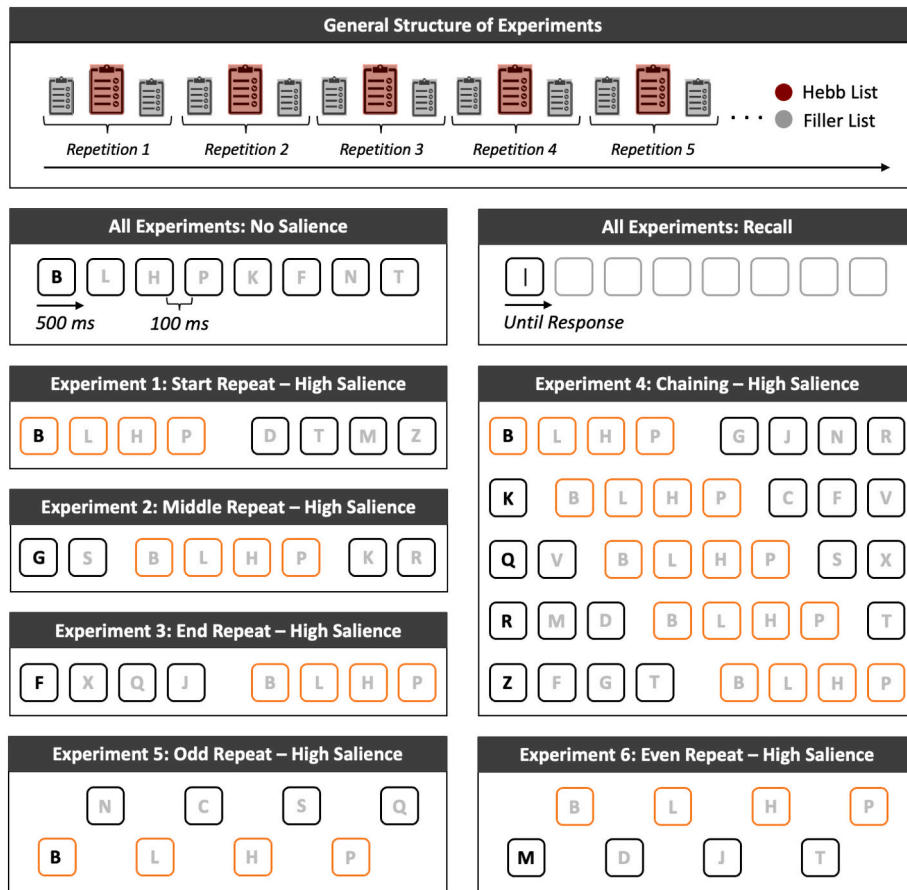 General Structure of Experiments
Hebb List
Filler List
Repetition 1 Repetition 2 Repetition 3 Repetition 4 Repetition 5
All Experiments: No Salience
B L H P K F N T
500 ms 100 ms
All Experiments: Recall
Until Response
Experiment 1: Start Repeat – High Salience
B L H P D T M Z
Experiment 2: Middle Repeat – High Salience
G S B L H P K R
Experiment 3: End Repeat – High Salience
F X Q J B L H P
Experiment 4: Chaining – High Salience
B L H P G J N R
K B L H P C F V
Q V B L H P S X
R M D B L H P T
Z F G T B L H P
Experiment 5: Odd Repeat – High Salience
N C S Q
B L H P
Experiment 6: Even Repeat – High Salience
B L H P
M D J T